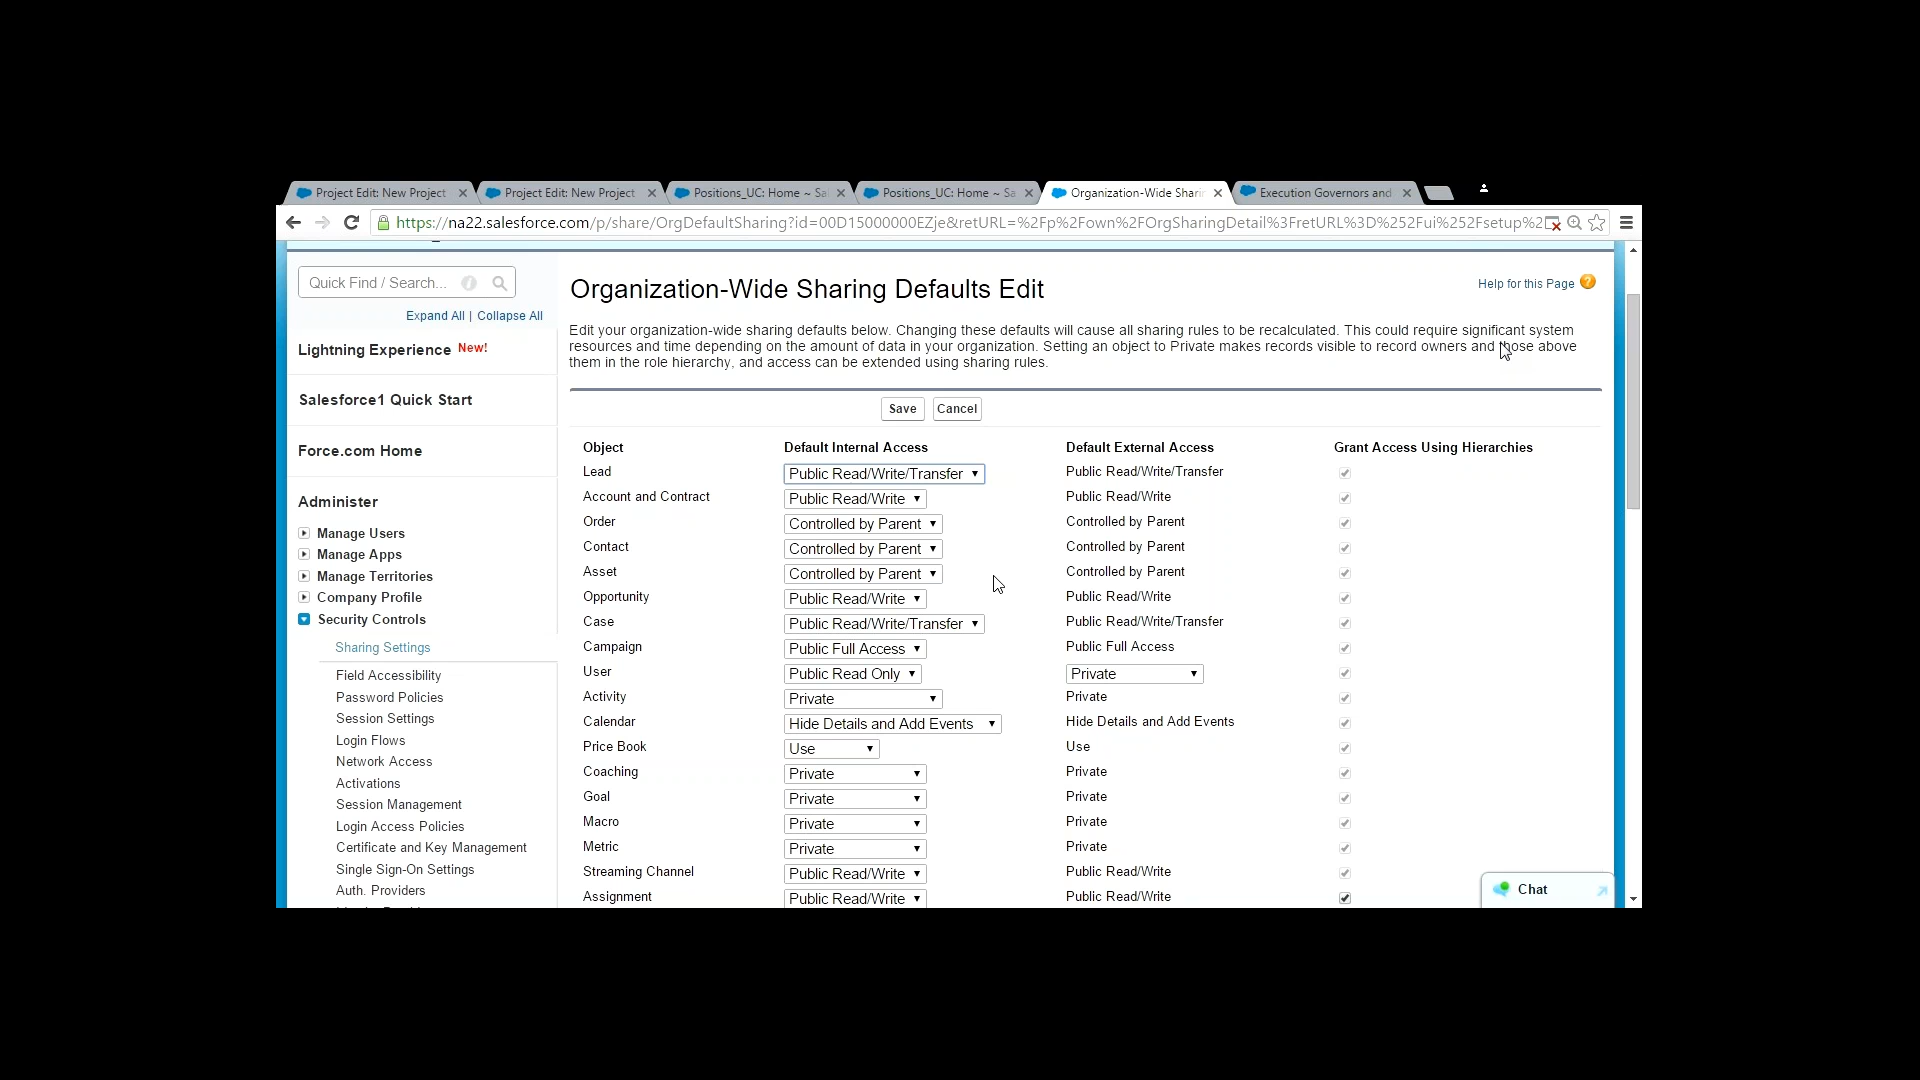 Project Edit: New Project
Project Edit: New Project
Positions_UC: Home ~ Sa
Positions_UC: Home ~ Sa
Organization-Wide Sharin
Execution Governors and
https://na22.salesforce.com/p/share/OrgDefaultSharing?id=00D15000000EZje&retURL=%2Fp%2Fown%2FOrgSharingDetail%3FretURL%3D%252Fui%252Fsetup%2
Quick Find / Search...
Expand All | Collapse All
Lightning Experience New!
Salesforce1 Quick Start
Force.com Home
Administer
Manage Users
Manage Apps
Manage Territories
Company Profile
Security Controls
Sharing Settings
Field Accessibility
Password Policies
Session Settings
Login Flows
Network Access
Activations
Session Management
Login Access Policies
Certificate and Key Management
Single Sign-On Settings
Auth. Providers
Organization-Wide Sharing Defaults Edit
Help for this Page ?
Edit your organization-wide sharing defaults below. Changing these defaults will cause all sharing rules to be recalculated. This could require significant system
resources and time depending on the amount of data in your organization. Setting an object to Private makes records visible to record owners and those above
them in the role hierarchy, and access can be extended using sharing rules.
Save Cancel
Object Default Internal Access Default External Access Grant Access Using Hierarchies
Lead Public Read/Write/Transfer Public Read/Write/Transfer
Account and Contract Public Read/Write Public Read/Write
Order Controlled by Parent Controlled by Parent
Contact Controlled by Parent Controlled by Parent
Asset Controlled by Parent Controlled by Parent
Opportunity Public Read/Write Public Read/Write
Case Public Read/Write/Transfer Public Read/Write/Transfer
Campaign Public Full Access Public Full Access
User Public Read Only Private
Activity Private Private
Calendar Hide Details and Add Events Hide Details and Add Events
Price Book Use Use
Coaching Private Private
Goal Private Private
Macro Private Private
Metric Private Private
Streaming Channel Public Read/Write Public Read/Write
Assignment Public Read/Write Public Read/Write
Chat